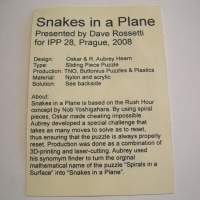 Snakes in a Plane
Presented by Dave Rossetti
for IPP 28, Prague, 2008
Design: Oskar & R. Aubrey Hearn
Type: Sliding Piece Puzzle
Production: TNO, Buttonius Puzzles & Plastics
Material: Nylon and acrylic
Solution: See backside
About:
Snakes in a Plane is based on the Rush Hour
concept by Nob Yoshigahara. By using spiral
pieces, Oskar made cheating impossible.
Aubrey developed a special challenge that
takes as many moves to solve as to reset,
thus ensuring that the puzzle is always properly
reset. Production was done as a combination of
3D-printing and laser-cutting. Aubrey used
his synonym finder to turn the orginal
mathematical name of the puzzle "Spirals in a
Surface" into "Snakes in a Plane".